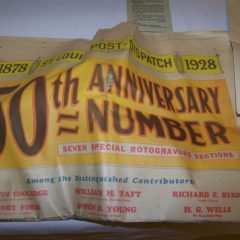 1878 ST. LOUIS POST-DISPATCH 1928
50th ANNIVERSARY
NUMBER
SEVEN SPECIAL ROTOGRAVURE SECTIONS
Among the Distinguished Contributors
COOLIDGE WILLIAM H. TAFT RICHARD E. BYRD
HENRY FORD OWEN D. YOUNG H. G. WELLS